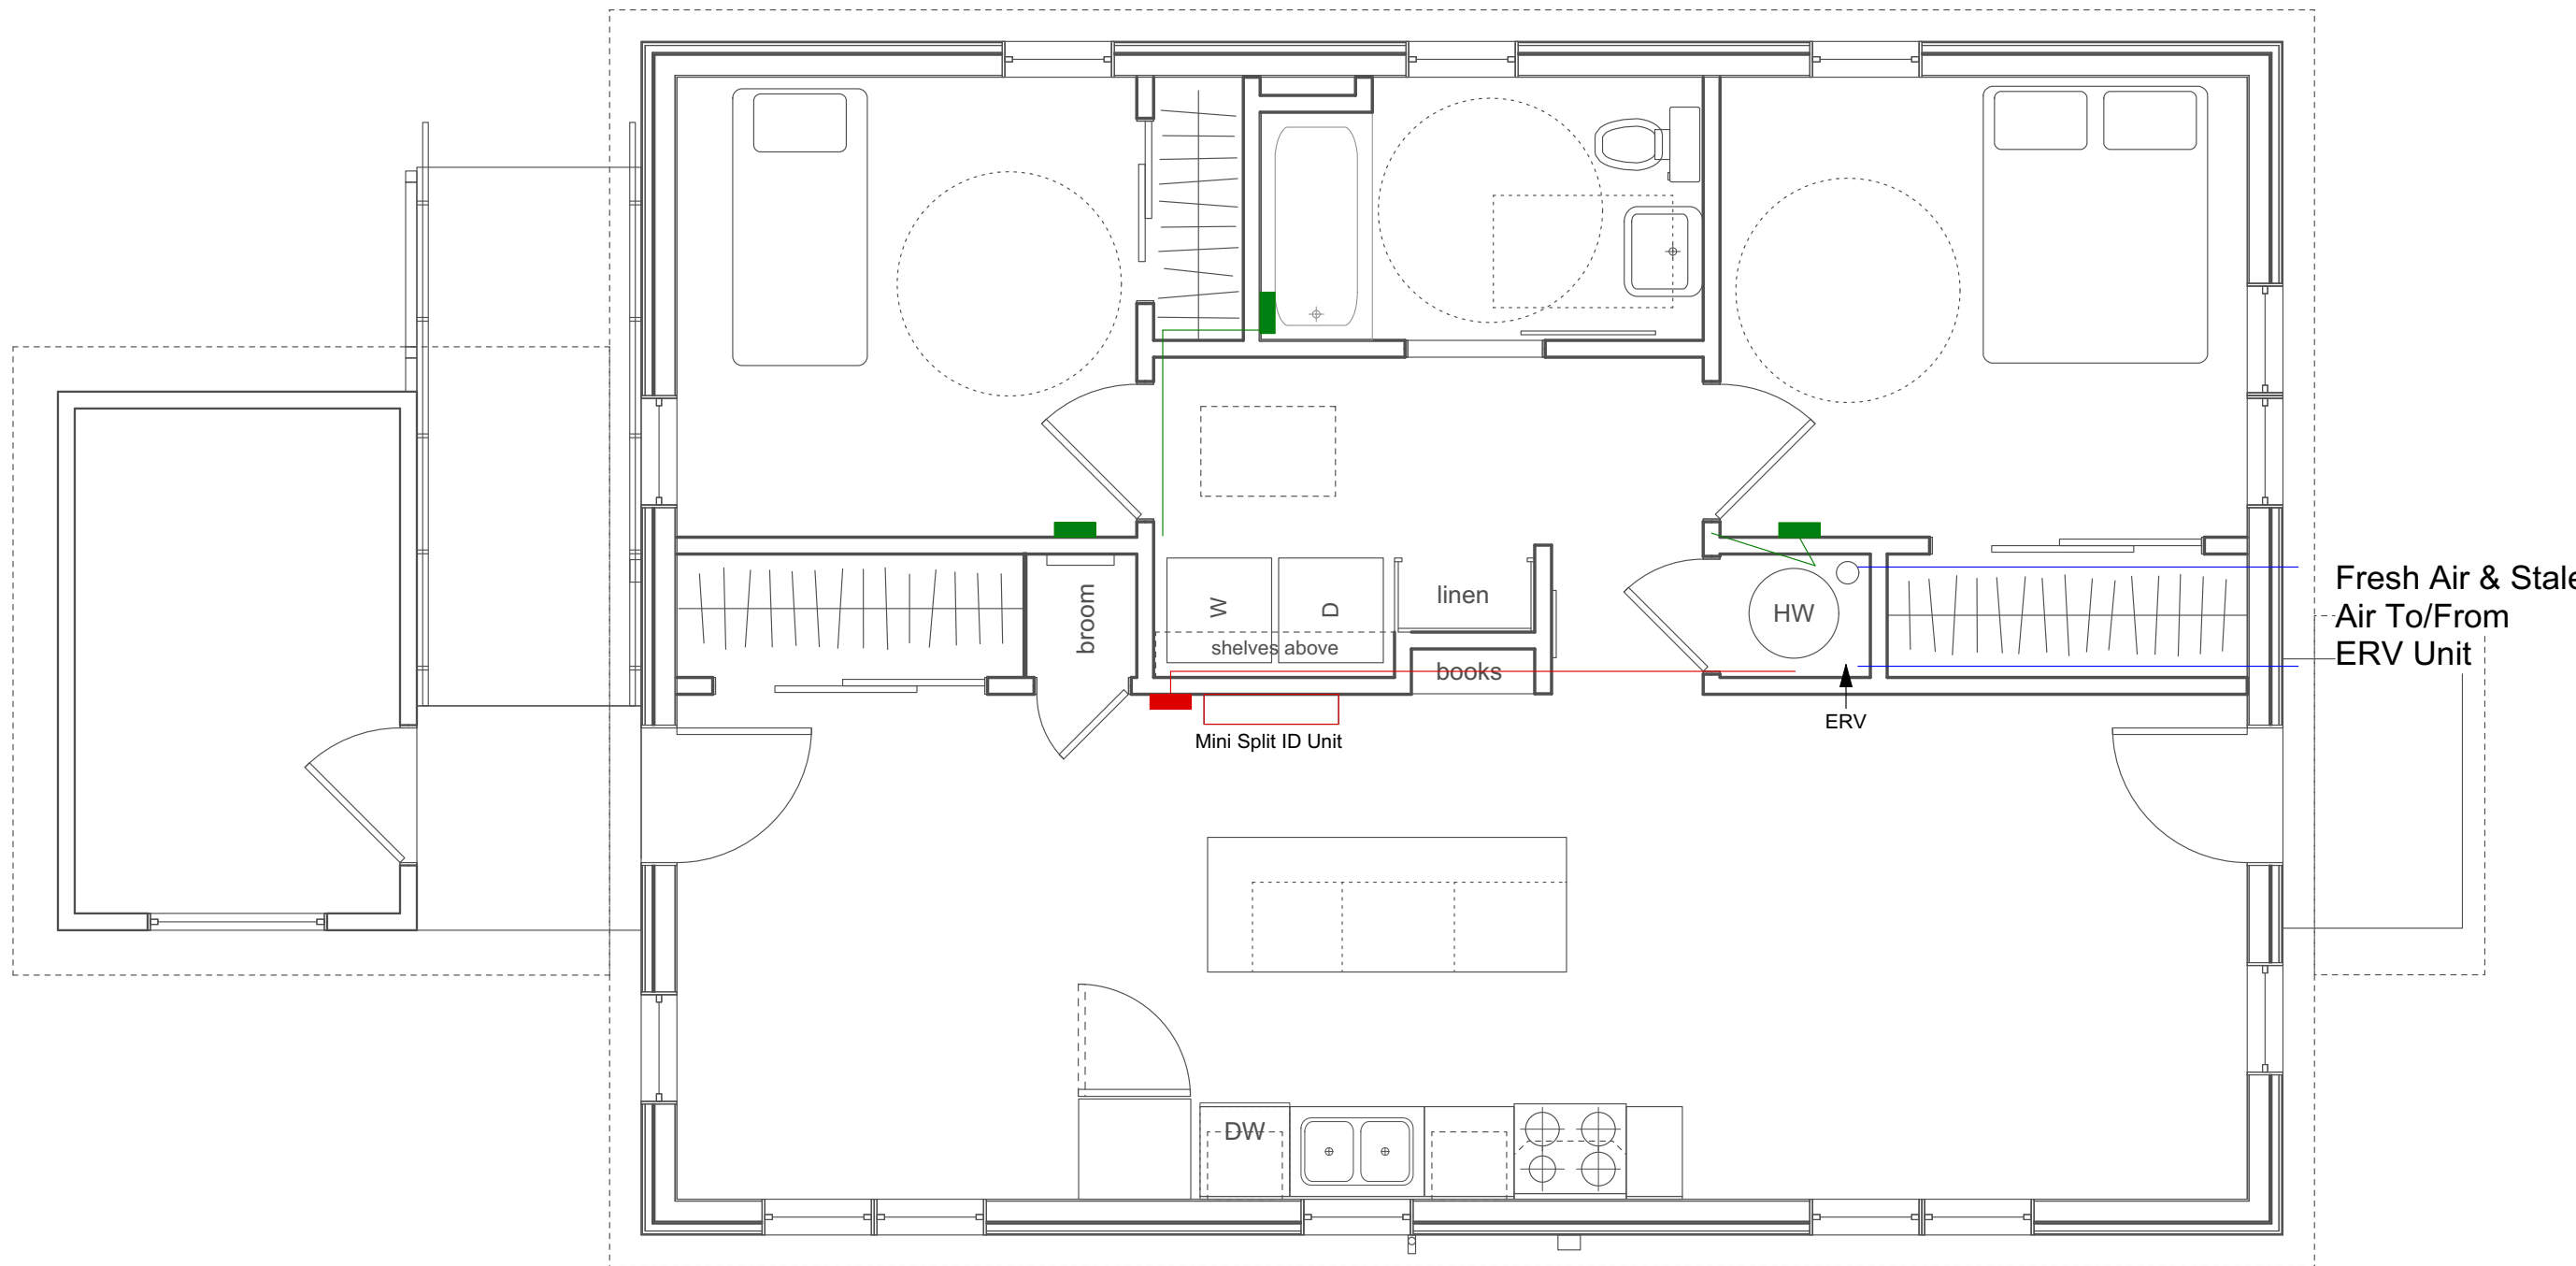 Fresh Air & Stale
Air To/From
ERV Unit
linen
HW
broom
W
D
shelves above
books
ERV
Mini Split ID Unit
DW